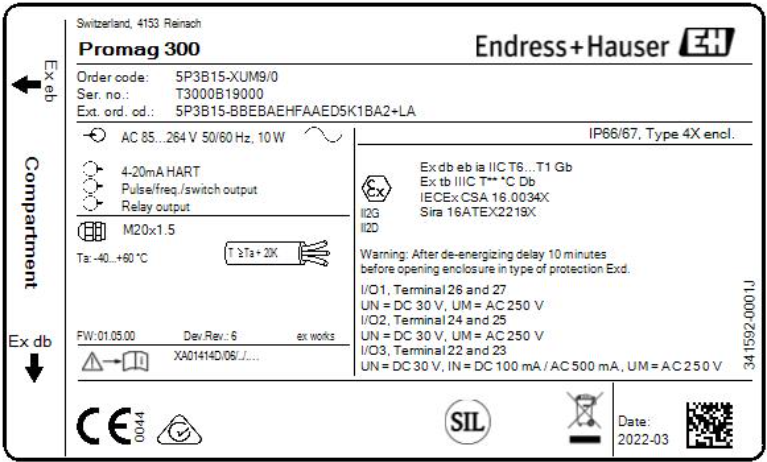 Switzerland, 4153 Reinach
Promag 300
Endress+Hauser EH
Order code: 5P3B15-XUM9/0
Ser. no.: T3000B19000
Ext. ord. cd.: 5P3B15-BBEBAEHFAAED5K1BA2+LA
Ex eb
Compartment
Ex db
AC 85...264 V 50/60 Hz, 10 W
4-20mA HART
Pulse/freq./switch output
Relay output
M20x1.5
Ta: -40...+60 °C
T ≥Ta + 20K
FW: 01.05.00 Dev.Rev.: 6 ex works
XA01414D/06/../....
IP66/67, Type 4X encl.
Ex
II2G
II2D
Ex db eb ia IIC T6...T1 Gb
Ex tb IIIC T** °C Db
IECEx CSA 16.0034X
Sira 16ATEX2219X
Warning: After de-energizing delay 10 minutes
before opening enclosure in type of protection Exd.
I/O1, Terminal 26 and 27
UN = DC 30 V, UM = AC 250 V
I/O2, Terminal 24 and 25
UN = DC 30 V, UM = AC 250 V
I/O3, Terminal 22 and 23
UN = DC 30 V, IN = DC 100 mA / AC 500 mA , UM = AC 250 V
341592-0001J
CE 0044
SIL
Date:
2022-03